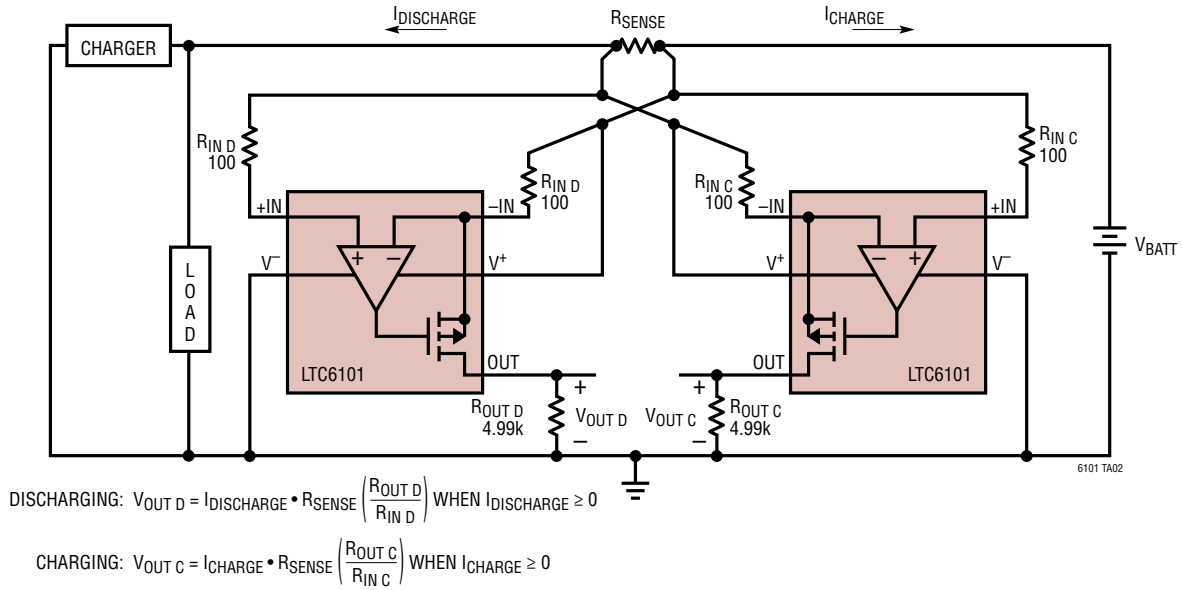 I_DISCHARGE
R_SENSE
I_CHARGE
CHARGER
R_IN D
100
R_IN D
100
R_IN C
100
R_IN C
100
+IN
–IN
–IN
+IN
V⁻
+ –
V⁺
V⁺
– +
V⁻
V_BATT
LOAD
OUT
OUT
LTC6101
LTC6101
R_OUT D
4.99k
+
V_OUT D
–
+
V_OUT C
–
R_OUT C
4.99k
6101 TA02
DISCHARGING: V_OUT D = I_DISCHARGE • R_SENSE (R_OUT D / R_IN D) WHEN I_DISCHARGE ≥ 0
CHARGING: V_OUT C = I_CHARGE • R_SENSE (R_OUT C / R_IN C) WHEN I_CHARGE ≥ 0